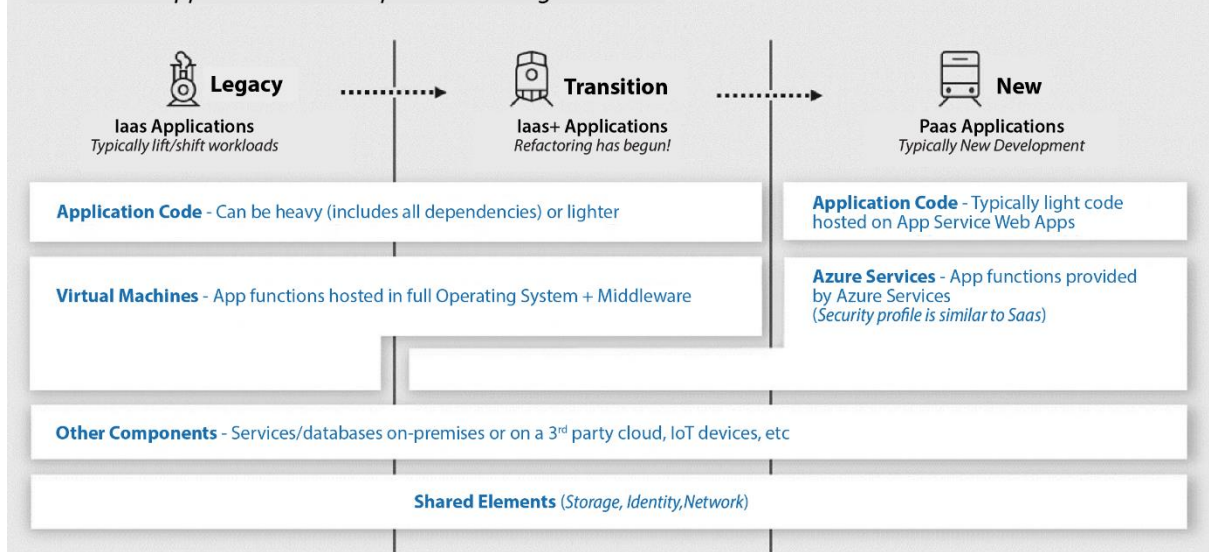 Legacy
Transition
New
Iaas Applications
Typically lift/shift workloads
Iaas+ Applications
Refactoring has begun!
Paas Applications
Typically New Development
Application Code - Can be heavy (includes all dependencies) or lighter
Application Code - Typically light code
hosted on App Service Web Apps
Virtual Machines - App functions hosted in full Operating System + Middleware
Azure Services - App functions provided
by Azure Services
(Security profile is similar to Saas)
Other Components - Services/databases on-premises or on a 3rd party cloud, IoT devices, etc
Shared Elements (Storage, Identity,Network)